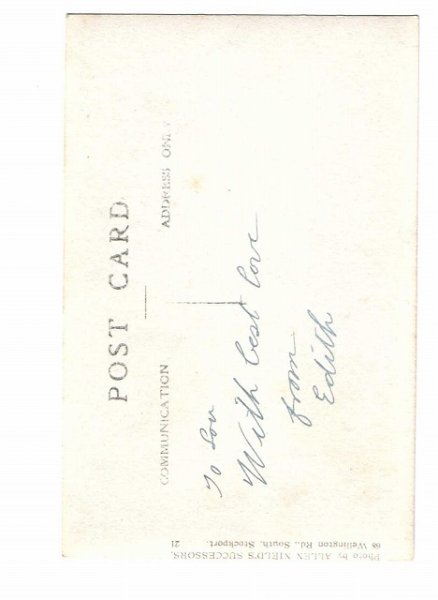 POST CARD
COMMUNICATION
ADDRESS ONLY
To
With best love
from
Edith
Photo by ALLEN NIELD'S SUCCESSORS,
68 Wellington Rd., South, Stockport.
21